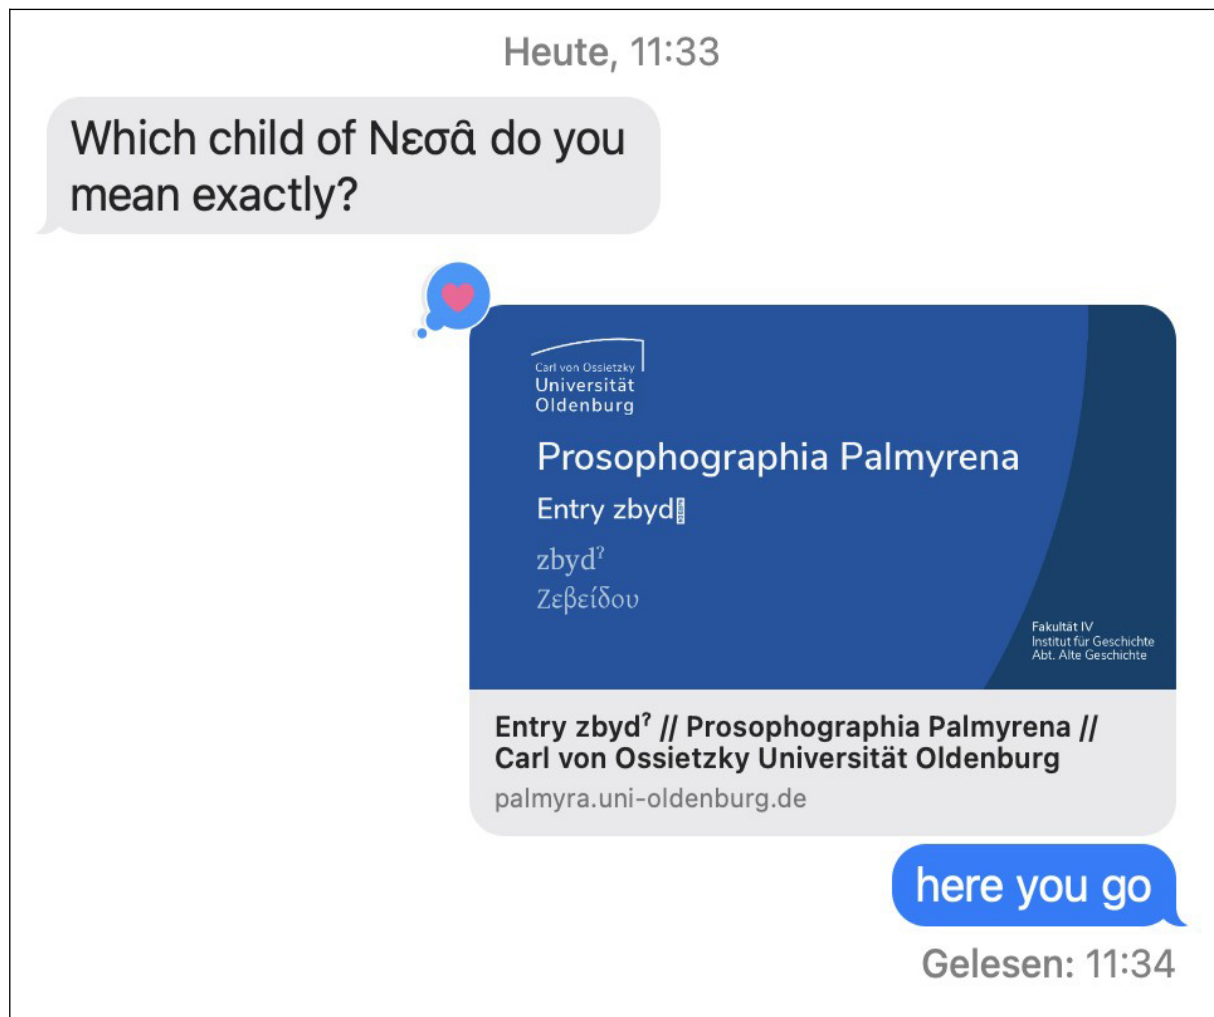 Heute, 11:33
Which child of Νεσᾶ do you
mean exactly?
Carl von Ossietzky
Universität
Oldenburg
Prosophographia Palmyrena
Entry zbyd
zbydˀ
Ζεβείδου
Fakultät IV
Institut für Geschichte
Abt. Alte Geschichte
Entry zbydˀ // Prosophographia Palmyrena //
Carl von Ossietzky Universität Oldenburg
palmyra.uni-oldenburg.de
here you go
Gelesen: 11:34